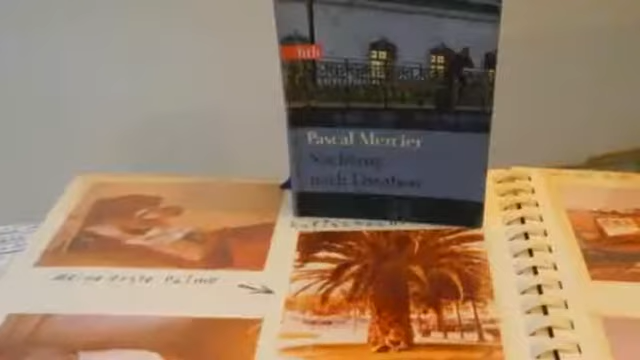 btb
Pascal Mercier
Nachtzug
nach Lissabon
meine erste Palme